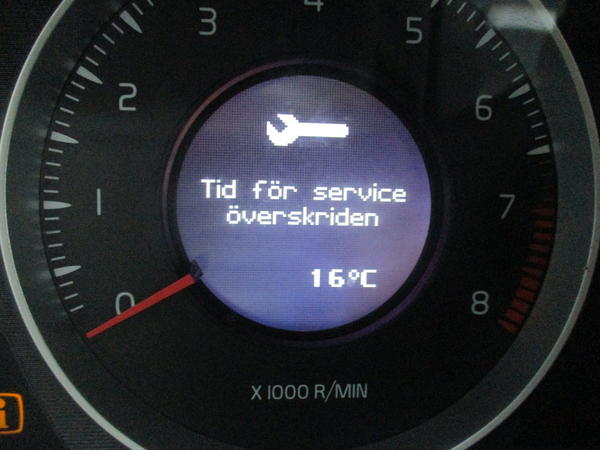 3
4
5
2
6
1
7
0
8
Tid för service
överskriden
16°C
X 1000 R/MIN
i